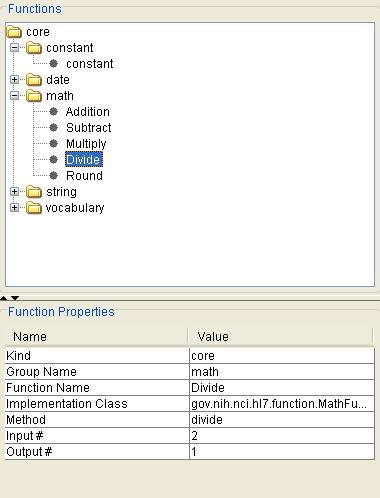 Functions
core
constant
constant
date
math
Addition
Subtract
Multiply
Divide
Round
string
vocabulary
Function Properties
Name Value
Kind core
Group Name math
Function Name Divide
Implementation Class gov.nih.nci.hl7.function.MathFu...
Method divide
Input # 2
Output # 1